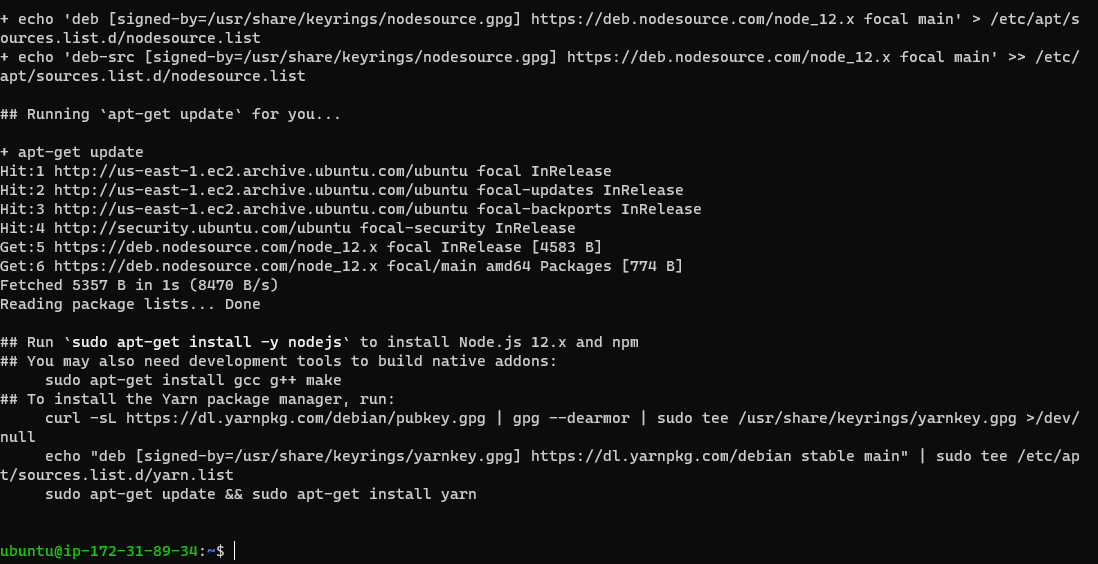 + echo 'deb [signed-by=/usr/share/keyrings/nodesource.gpg] https://deb.nodesource.com/node_12.x focal main' > /etc/apt/s
ources.list.d/nodesource.list
+ echo 'deb-src [signed-by=/usr/share/keyrings/nodesource.gpg] https://deb.nodesource.com/node_12.x focal main' >> /etc/
apt/sources.list.d/nodesource.list
## Running `apt-get update` for you...
+ apt-get update
Hit:1 http://us-east-1.ec2.archive.ubuntu.com/ubuntu focal InRelease
Hit:2 http://us-east-1.ec2.archive.ubuntu.com/ubuntu focal-updates InRelease
Hit:3 http://us-east-1.ec2.archive.ubuntu.com/ubuntu focal-backports InRelease
Hit:4 http://security.ubuntu.com/ubuntu focal-security InRelease
Get:5 https://deb.nodesource.com/node_12.x focal InRelease [4583 B]
Get:6 https://deb.nodesource.com/node_12.x focal/main amd64 Packages [774 B]
Fetched 5357 B in 1s (8470 B/s)
Reading package lists... Done
## Run `sudo apt-get install -y nodejs` to install Node.js 12.x and npm
## You may also need development tools to build native addons:
     sudo apt-get install gcc g++ make
## To install the Yarn package manager, run:
     curl -sL https://dl.yarnpkg.com/debian/pubkey.gpg | gpg --dearmor | sudo tee /usr/share/keyrings/yarnkey.gpg >/dev/
null
     echo "deb [signed-by=/usr/share/keyrings/yarnkey.gpg] https://dl.yarnpkg.com/debian stable main" | sudo tee /etc/ap
t/sources.list.d/yarn.list
     sudo apt-get update && sudo apt-get install yarn
ubuntu@ip-172-31-89-34:~$